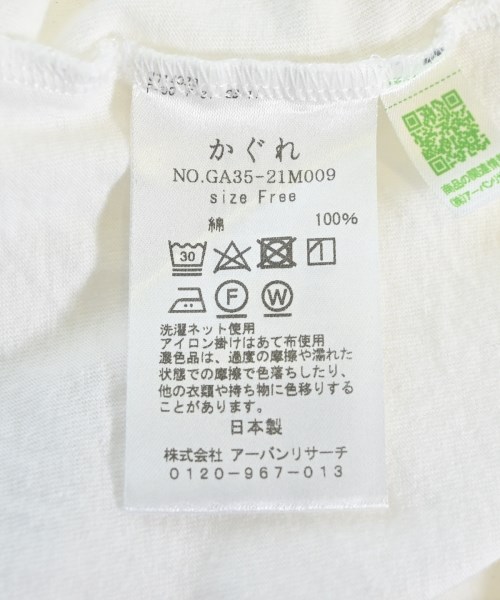 かぐれ
NO.GA35-21M009
size Free
綿 100%
30
F W
洗濯ネット使用
アイロン掛けはあて布使用
濃色品は、過度の摩擦や濡れた
状態での摩擦で色落ちしたり、
他の衣類や持ち物に色移りする
ことがあります。
日本製
株式会社 アーバンリサーチ
0120-967-013